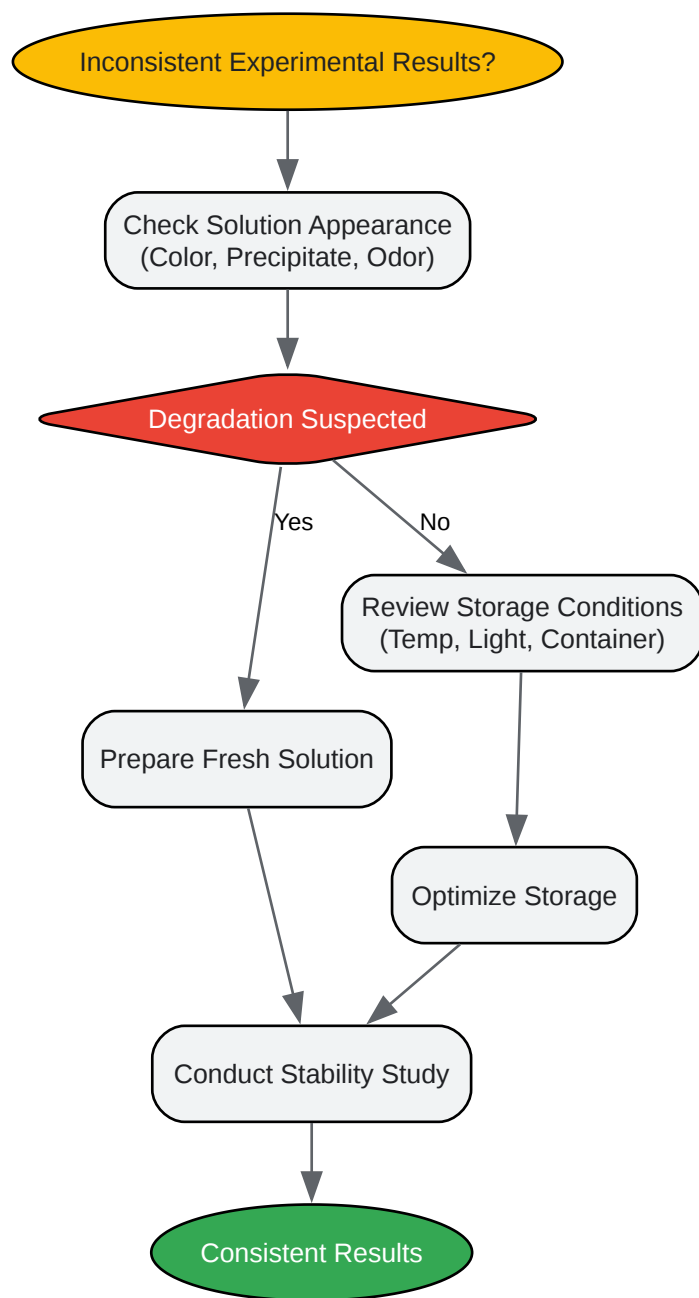 Inconsistent Experimental Results?
Check Solution Appearance
(Color, Precipitate, Odor)
Degradation Suspected
Yes
No
Review Storage Conditions
(Temp, Light, Container)
Prepare Fresh Solution
Optimize Storage
Conduct Stability Study
Consistent Results